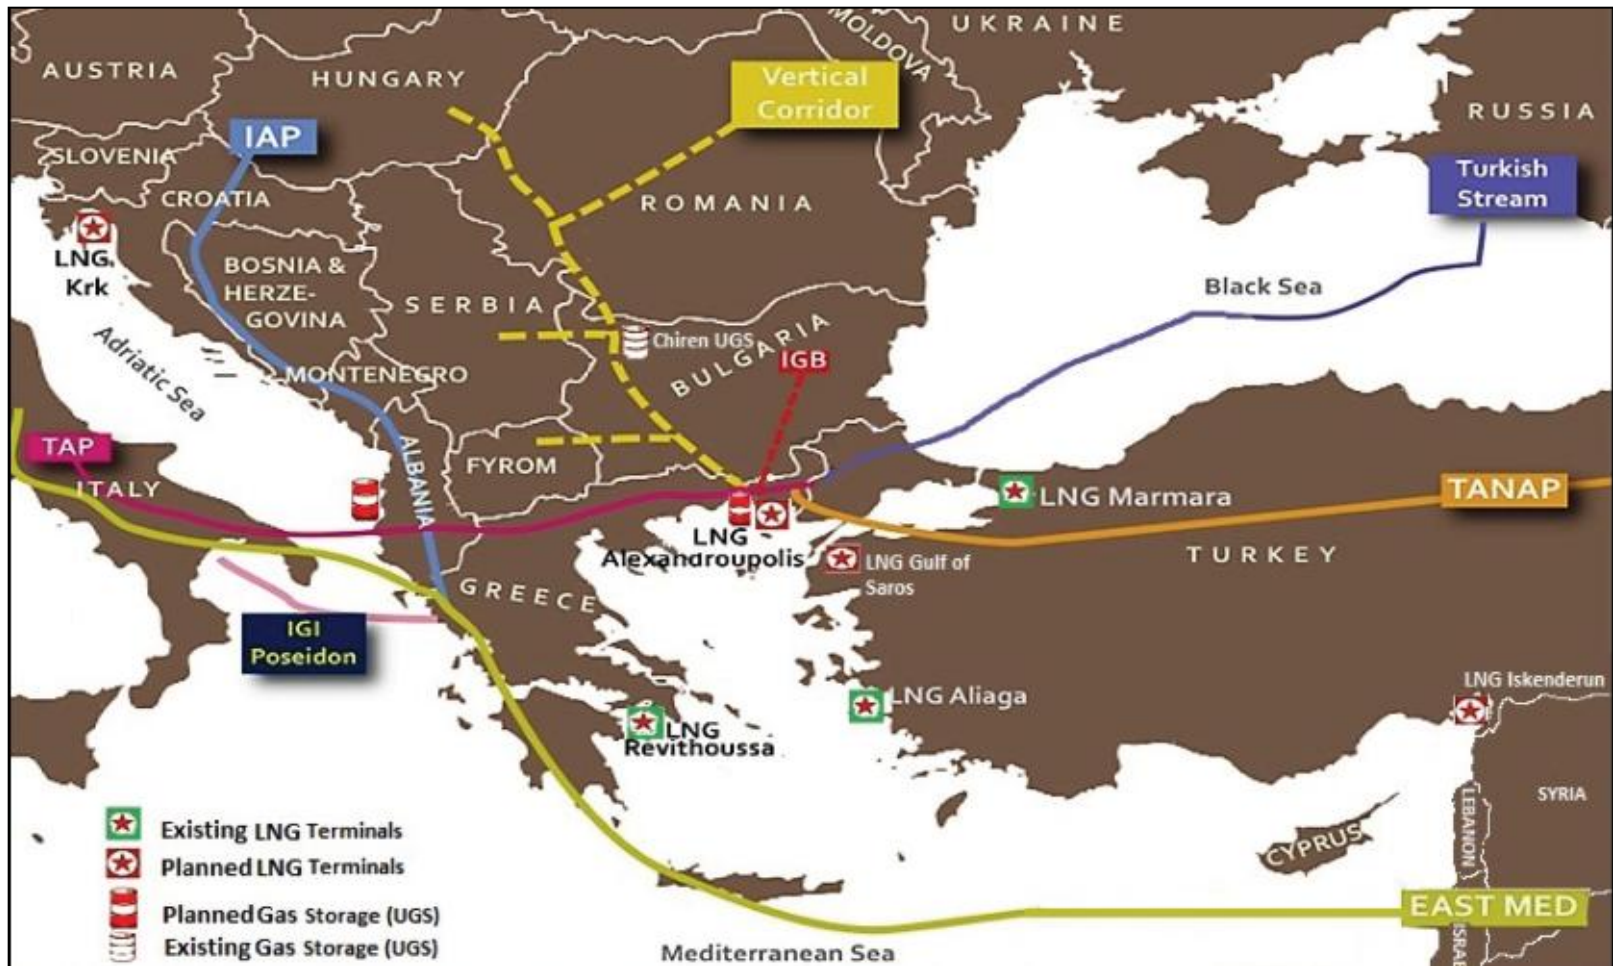 UKRAINE
MOLDOVA
AUSTRIA
HUNGARY
Vertical
Corridor
RUSSIA
IAP
SLOVENIA
CROATIA
ROMANIA
Turkish
Stream
LNG
Krk
BOSNIA &
HERZE-
GOVINA
SERBIA
Black Sea
Adriatic Sea
Chiren UGS
BULGARIA
IGB
MONTENEGRO
TAP
ITALY
ALBANIA
FYROM
LNG Marmara
TANAP
LNG
Alexandroupolis
LNG Gulf of
Saros
TURKEY
GREECE
IGI
Poseidon
LNG Aliaga
LNG Iskenderun
LNG
Revithoussa
SYRIA
LEBANON
CYPRUS
Existing LNG Terminals
Planned LNG Terminals
Planned Gas Storage (UGS)
Existing Gas Storage (UGS)
EAST MED
ISRAE
Mediterranean Sea